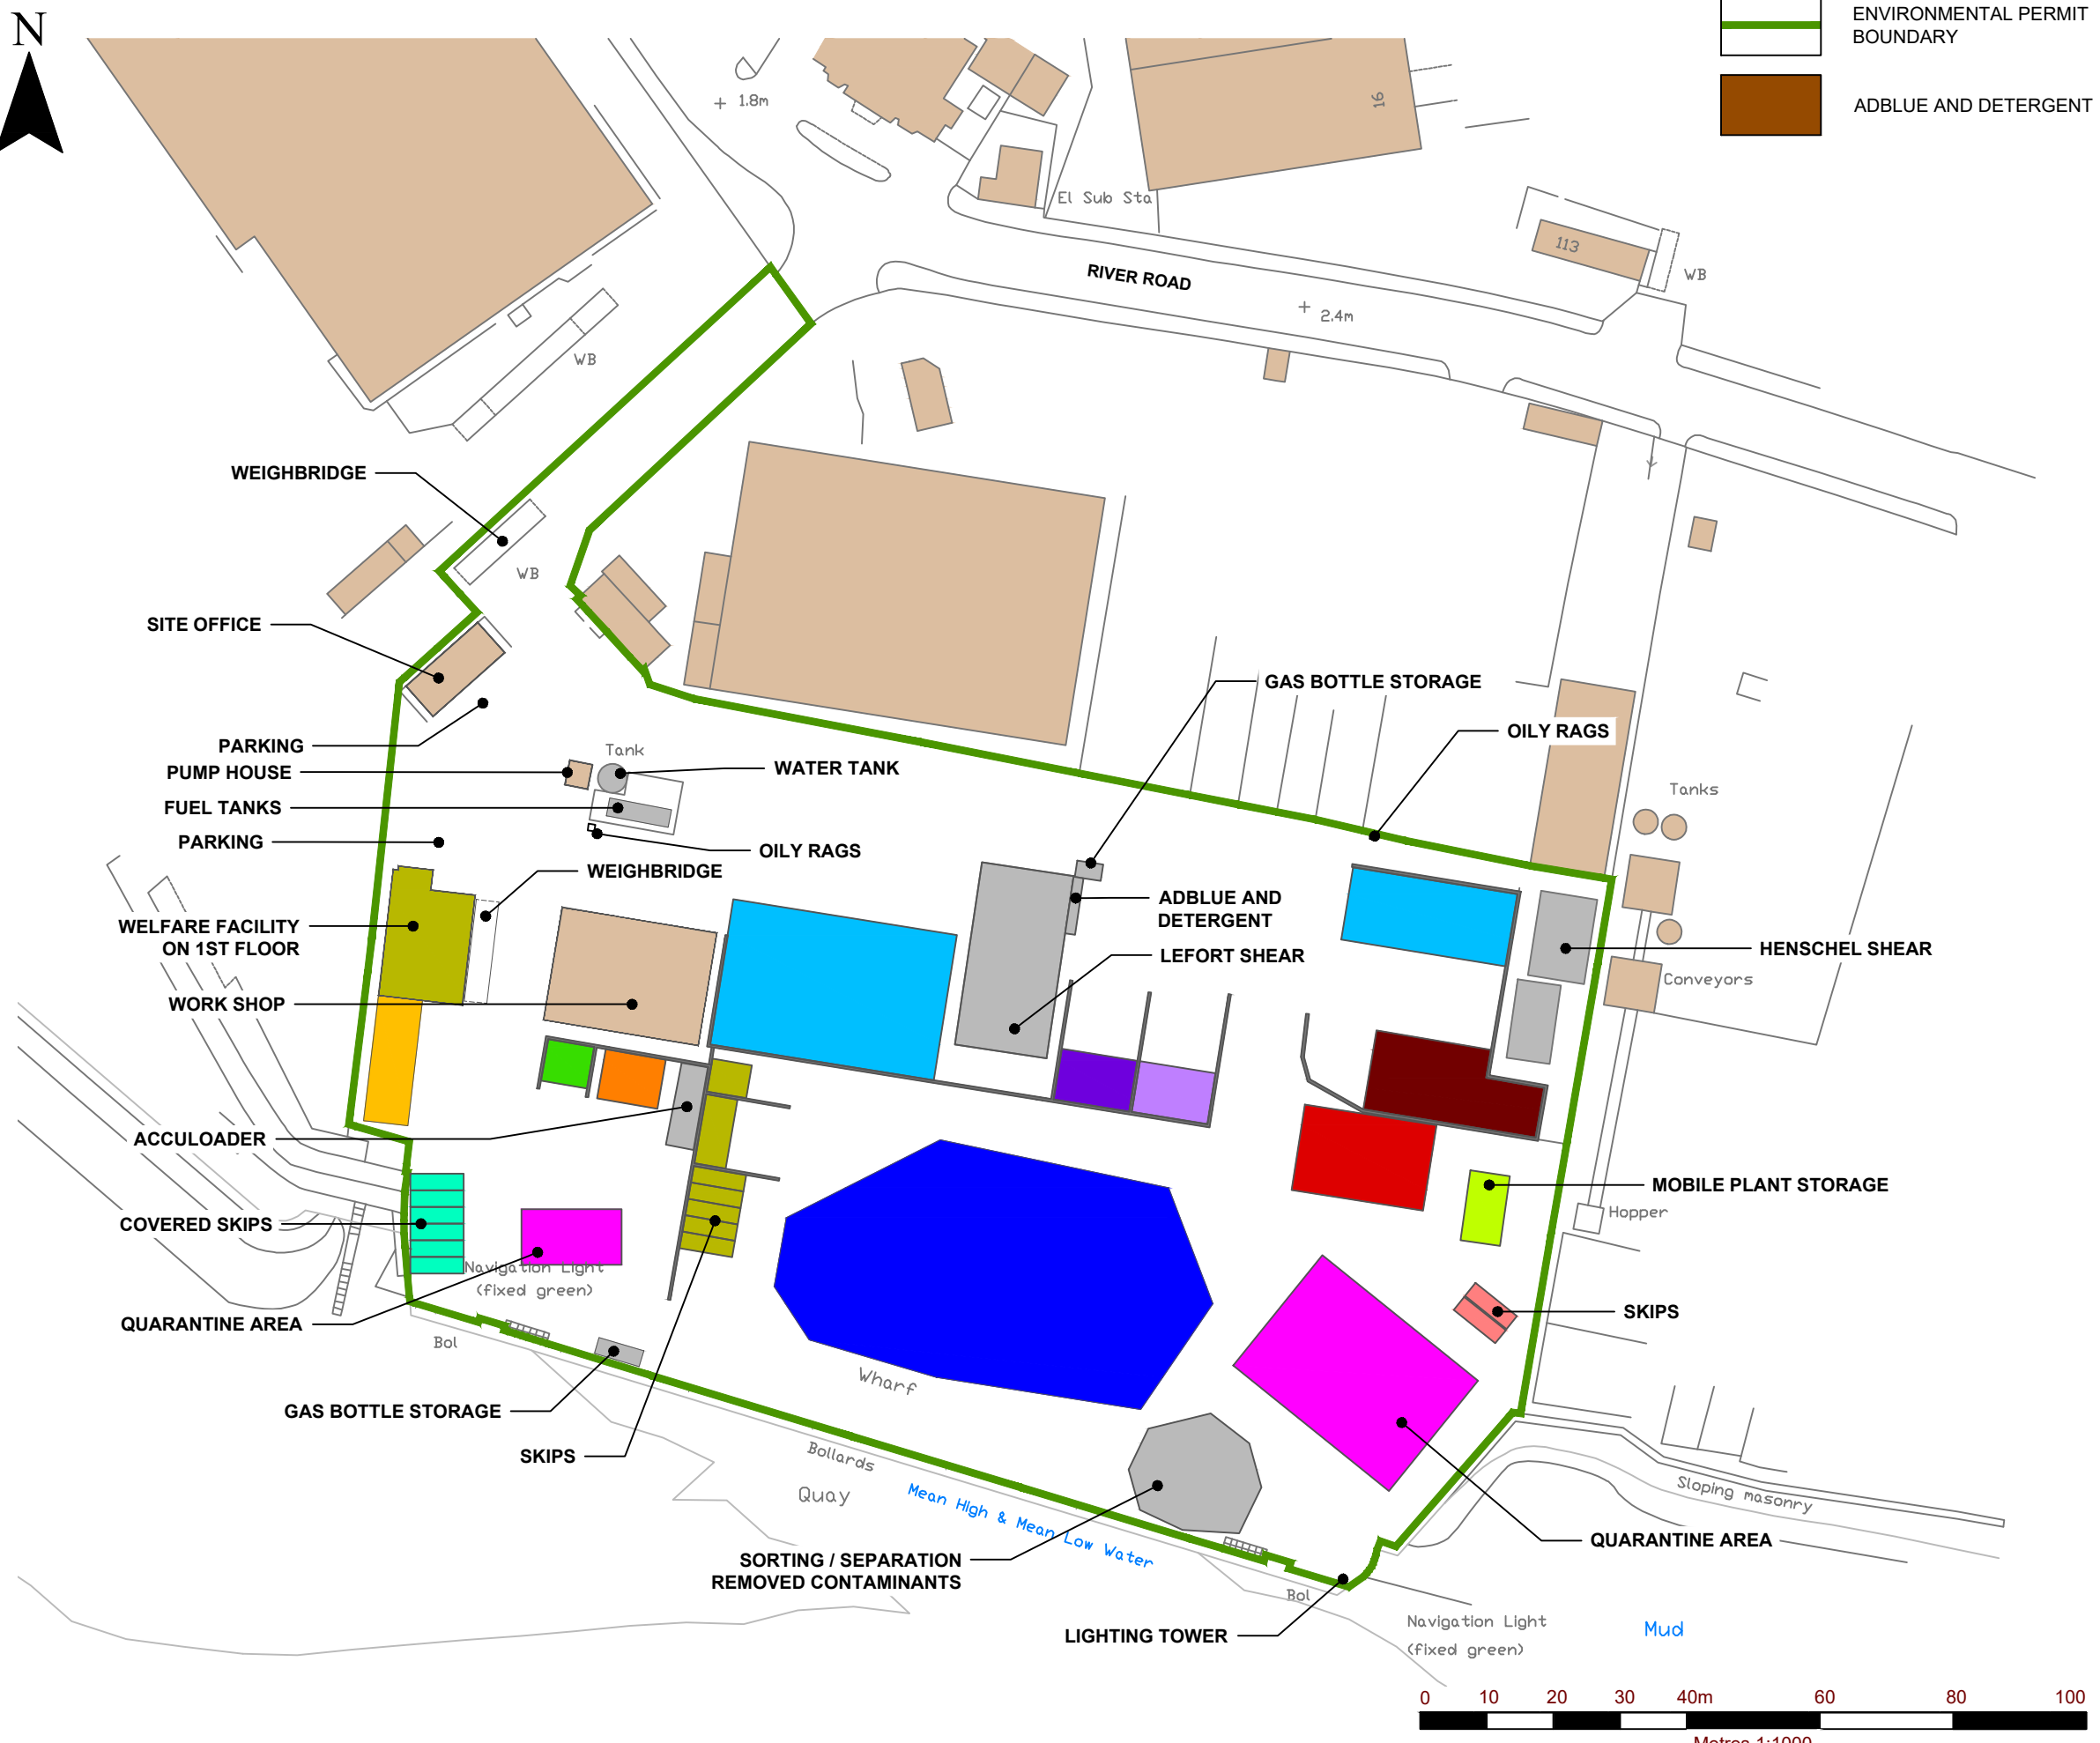 N
ENVIRONMENTAL PERMIT
BOUNDARY
ADBLUE AND DETERGENT
1.8m
16
El Sub Sta
113
WB
RIVER ROAD
2.4m
WB
WEIGHBRIDGE
WB
SITE OFFICE
GAS BOTTLE STORAGE
OILY RAGS
PARKING
Tank
PUMP HOUSE
WATER TANK
Tanks
FUEL TANKS
PARKING
OILY RAGS
WEIGHBRIDGE
ADBLUE AND
DETERGENT
WELFARE FACILITY
ON 1ST FLOOR
HENSCHEL SHEAR
LEFORT SHEAR
Conveyors
WORK SHOP
ACCULOADER
MOBILE PLANT STORAGE
Hopper
COVERED SKIPS
Navigation Light
(fixed green)
SKIPS
QUARANTINE AREA
Bol
Wharf
GAS BOTTLE STORAGE
SKIPS
Bollards
Quay
Mean High & Mean Low Water
Sloping masonry
QUARANTINE AREA
SORTING / SEPARATION
REMOVED CONTAMINANTS
Bol
LIGHTING TOWER
Navigation Light
(fixed green)
Mud
0 10 20 30 40m 60 80 100
Metres 1:1000